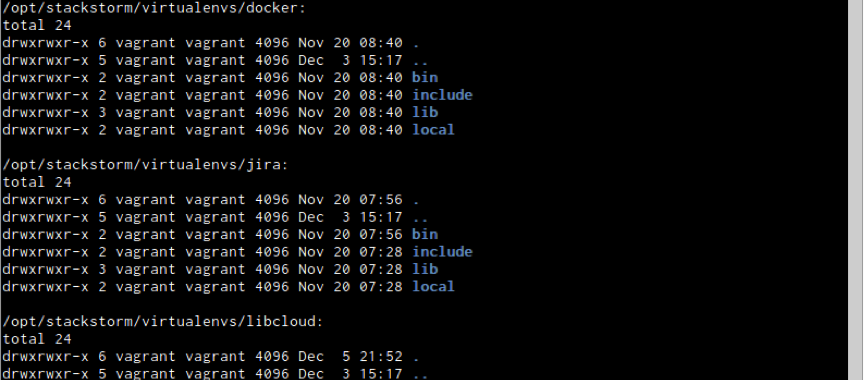 /opt/stackstorm/virtualenvs/docker:
total 24
drwxrwxr-x 6 vagrant vagrant 4096 Nov 20 08:40 .
drwxrwxr-x 5 vagrant vagrant 4096 Dec  3 15:17 ..
drwxrwxr-x 2 vagrant vagrant 4096 Nov 20 08:40 bin
drwxrwxr-x 2 vagrant vagrant 4096 Nov 20 08:40 include
drwxrwxr-x 3 vagrant vagrant 4096 Nov 20 08:40 lib
drwxrwxr-x 2 vagrant vagrant 4096 Nov 20 08:40 local
/opt/stackstorm/virtualenvs/jira:
total 24
drwxrwxr-x 6 vagrant vagrant 4096 Nov 20 07:56 .
drwxrwxr-x 5 vagrant vagrant 4096 Dec  3 15:17 ..
drwxrwxr-x 2 vagrant vagrant 4096 Nov 20 07:56 bin
drwxrwxr-x 2 vagrant vagrant 4096 Nov 20 07:28 include
drwxrwxr-x 3 vagrant vagrant 4096 Nov 20 07:28 lib
drwxrwxr-x 2 vagrant vagrant 4096 Nov 20 07:28 local
/opt/stackstorm/virtualenvs/libcloud:
total 24
drwxrwxr-x 6 vagrant vagrant 4096 Dec  5 21:52 .
drwxrwxr-x 5 vagrant vagrant 4096 Dec  3 15:17 ..